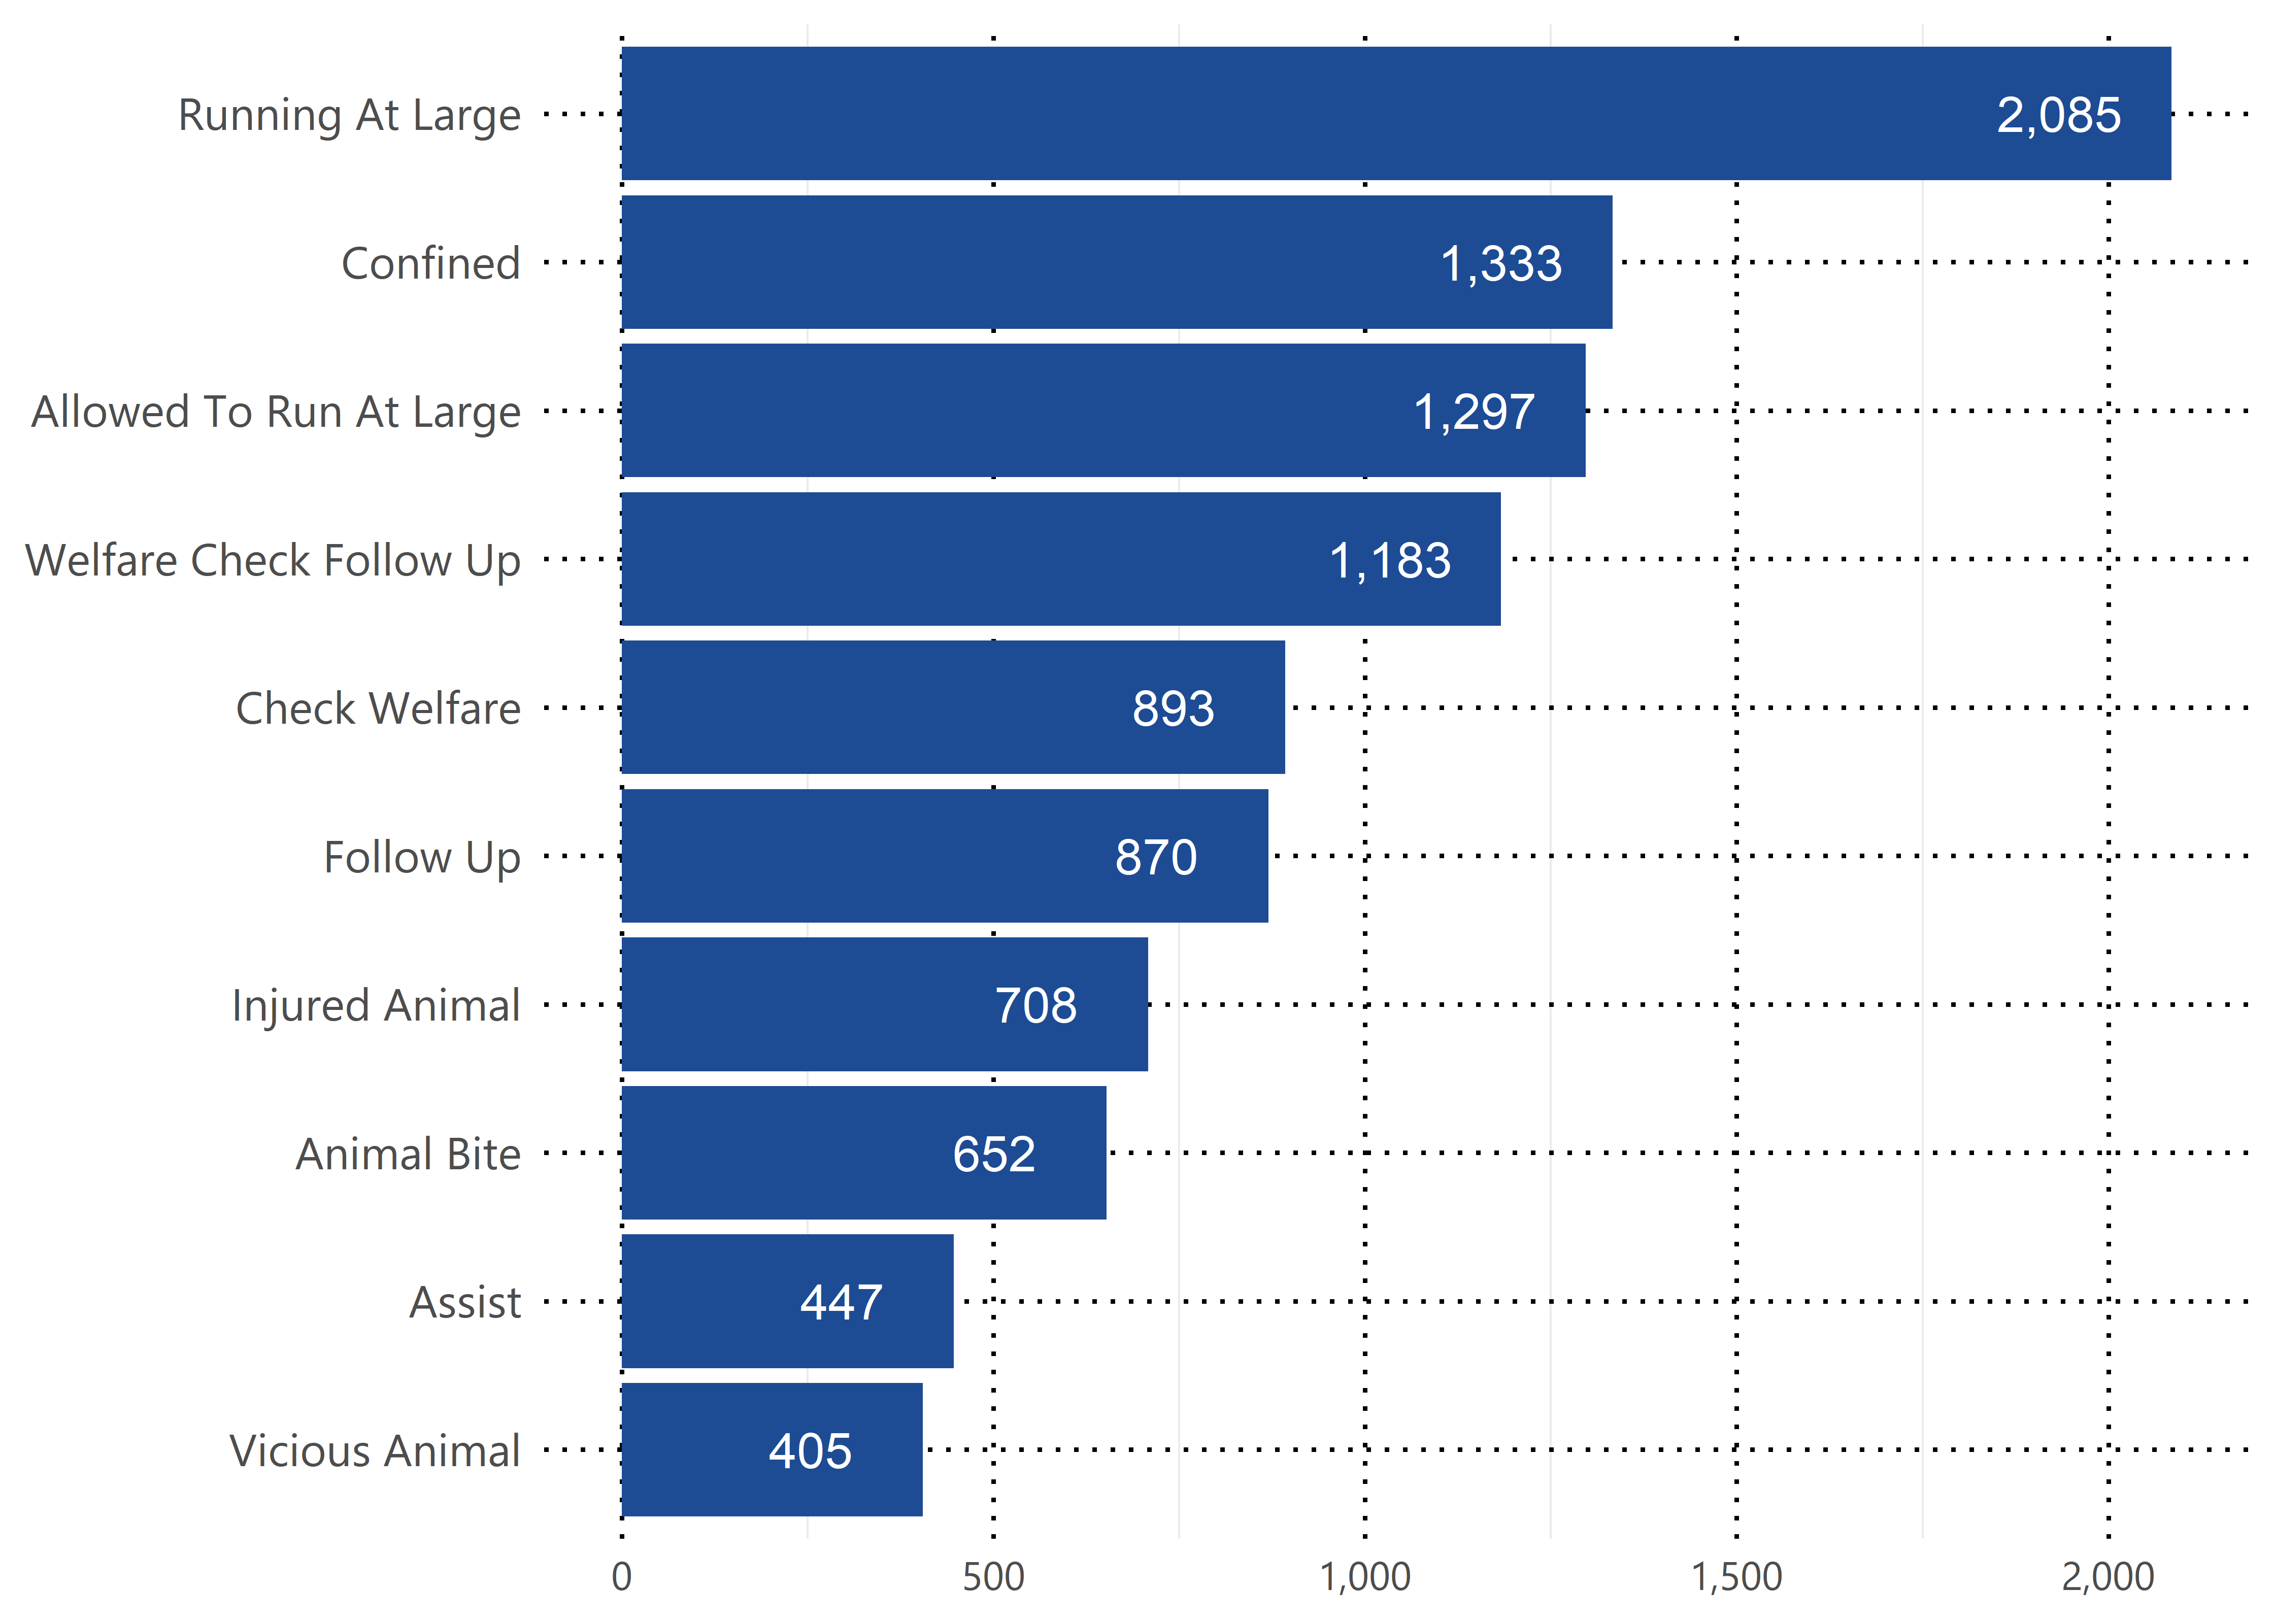 Running At Large 2,085
Confined 1,333
Allowed To Run At Large 1,297
Welfare Check Follow Up 1,183
Check Welfare 893
Follow Up 870
Injured Animal 708
Animal Bite 652
Assist 447
Vicious Animal 405
0 500 1,000 1,500 2,000